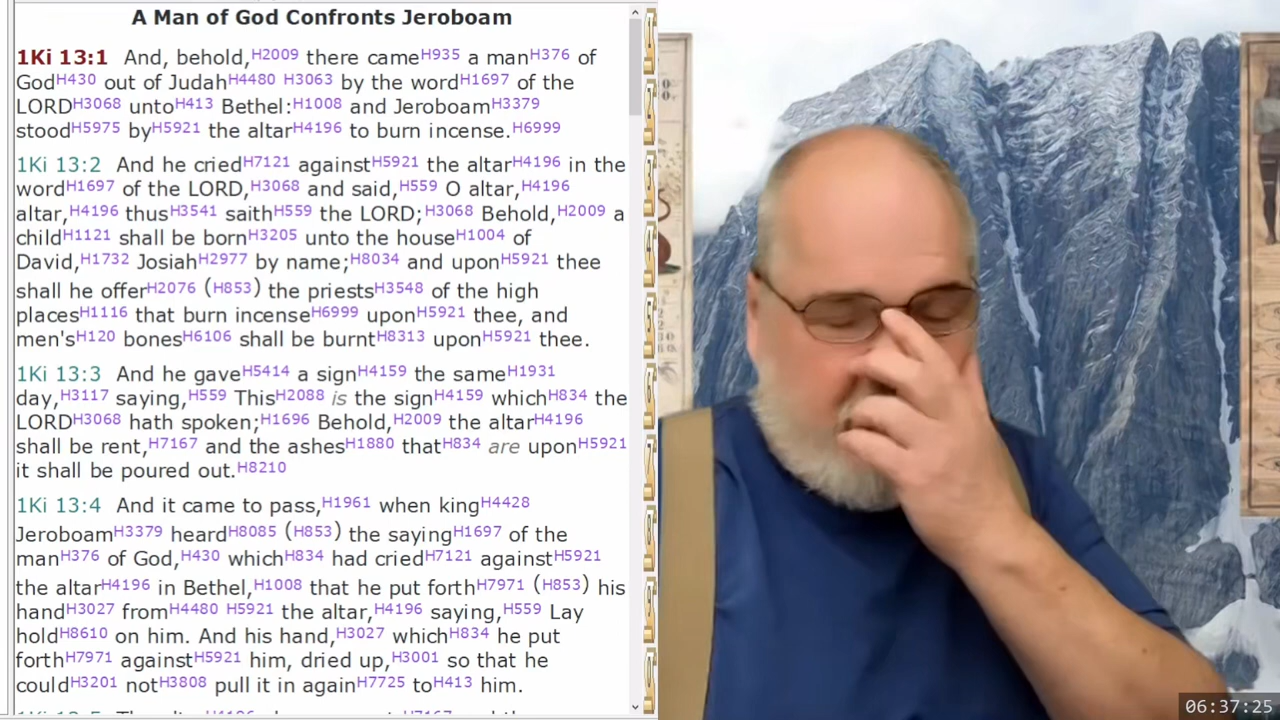 A Man of God Confronts Jeroboam
1Ki 13:1 And, behold,H2009 there cameH935 a manH376 of
GodH430 out of JudahH4480 H3063 by the wordH1697 of the
LORDH3068 untoH413 Bethel:H1008 and JeroboamH3379
stoodH5975 byH5921 the altarH4196 to burn incense.H6999
1Ki 13:2 And he criedH7121 againstH5921 the altarH4196 in the
wordH1697 of the LORD,H3068 and said,H559 O altar,H4196
altar,H4196 thusH3541 saithH559 the LORD;H3068 Behold,H2009 a
childH1121 shall be bornH3205 unto the houseH1004 of
David,H1732 JosiahH2977 by name;H8034 and uponH5921 thee
shall he offerH2076 (H853) the priestsH3548 of the high
placesH1116 that burn incenseH6999 uponH5921 thee, and
men'sH120 bonesH6106 shall be burntH8313 uponH5921 thee.
1Ki 13:3 And he gaveH5414 a signH4159 the sameH1931
day,H3117 saying,H559 ThisH2088 is the signH4159 whichH834 the
LORDH3068 hath spoken;H1696 Behold,H2009 the altarH4196
shall be rent,H7167 and the ashesH1880 thatH834 are uponH5921
it shall be poured out.H8210
1Ki 13:4 And it came to pass,H1961 when kingH4428
JeroboamH3379 heardH8085 (H853) the sayingH1697 of the
manH376 of God,H430 whichH834 had criedH7121 againstH5921
the altarH4196 in Bethel,H1008 that he put forthH7971 (H853) his
handH3027 fromH4480 H5921 the altar,H4196 saying,H559 Lay
holdH8610 on him. And his hand,H3027 whichH834 he put
forthH7971 againstH5921 him, dried up,H3001 so that he
couldH3201 notH3808 pull it in againH7725 toH413 him.
06:37:25